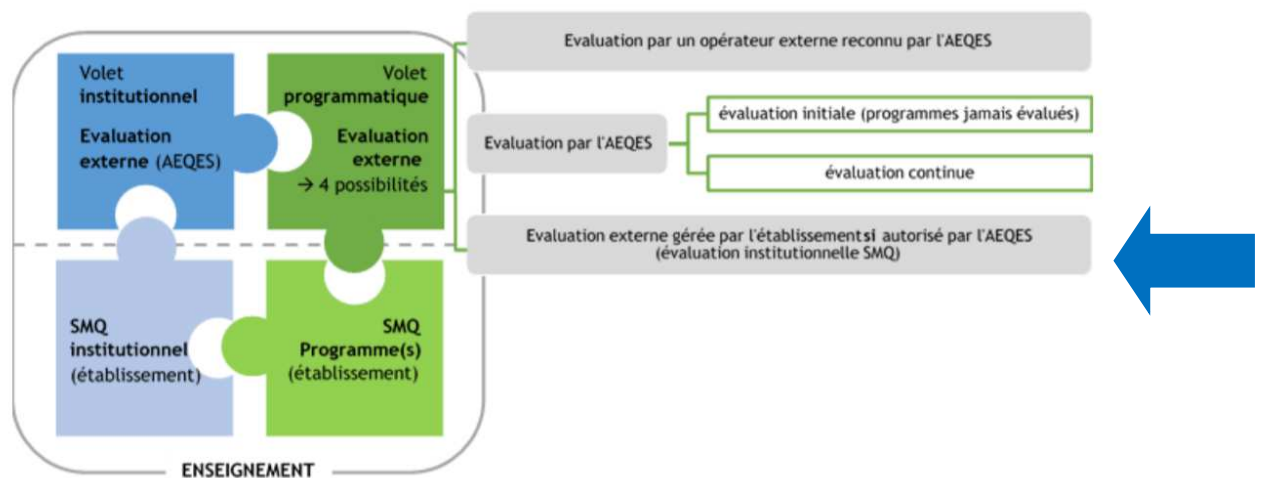 Volet
institutionnel
Evaluation
externe (AEQES)
Volet
programmatique
Evaluation
externe
→ 4 possibilités
SMQ
institutionnel
(établissement)
SMQ
Programme(s)
(établissement)
ENSEIGNEMENT
Evaluation par un opérateur externe reconnu par l'AEQES
Evaluation par l'AEQES
évaluation initiale (programmes jamais évalués)
évaluation continue
Evaluation externe gérée par l'établissementsi autorisé par l'AEQES
(évaluation institutionnelle SMQ)